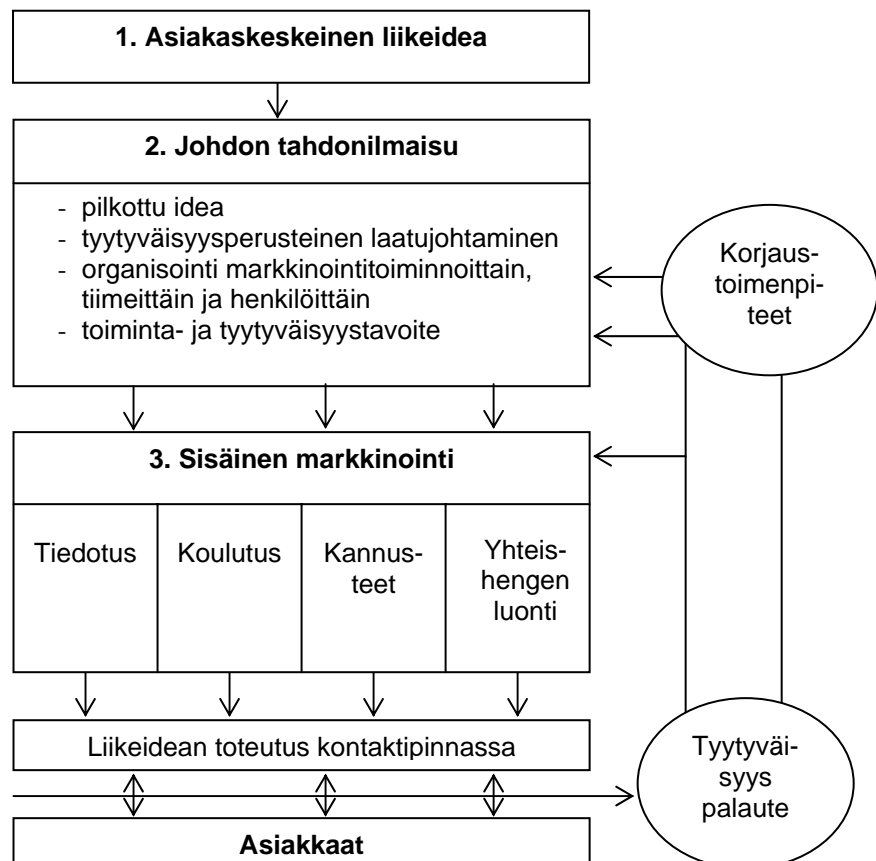 1. Asiakaskeskeinen liikeidea
2. Johdon tahdonilmaisu
- pilkottu idea
- tyytyväisyysperusteinen laatujohtaminen
- organisointi markkinointitoiminnoittain,
tiimeittäin ja henkilöittäin
- toiminta- ja tyytyväisyystavoite
Korjaus-
toimenpi-
teet
3. Sisäinen markkinointi
Tiedotus
Koulutus
Kannus-
teet
Yhteis-
hengen
luonti
Liikeidean toteutus kontaktipinnassa
Tyytyväi-
syys
palaute
Asiakkaat